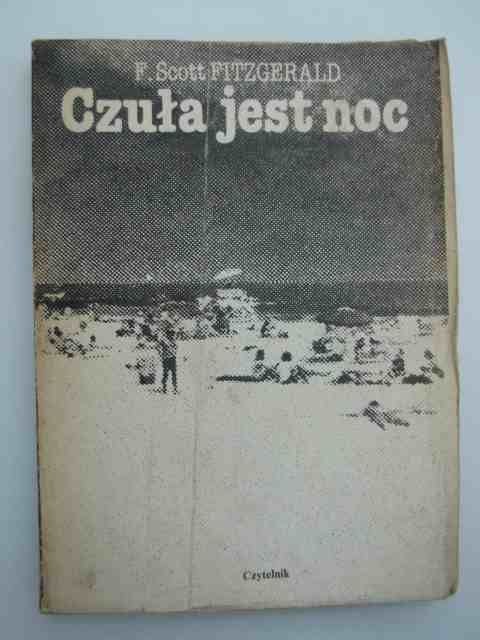 F. Scott FITZGERALD
Czuła jest noc
Czytelnik